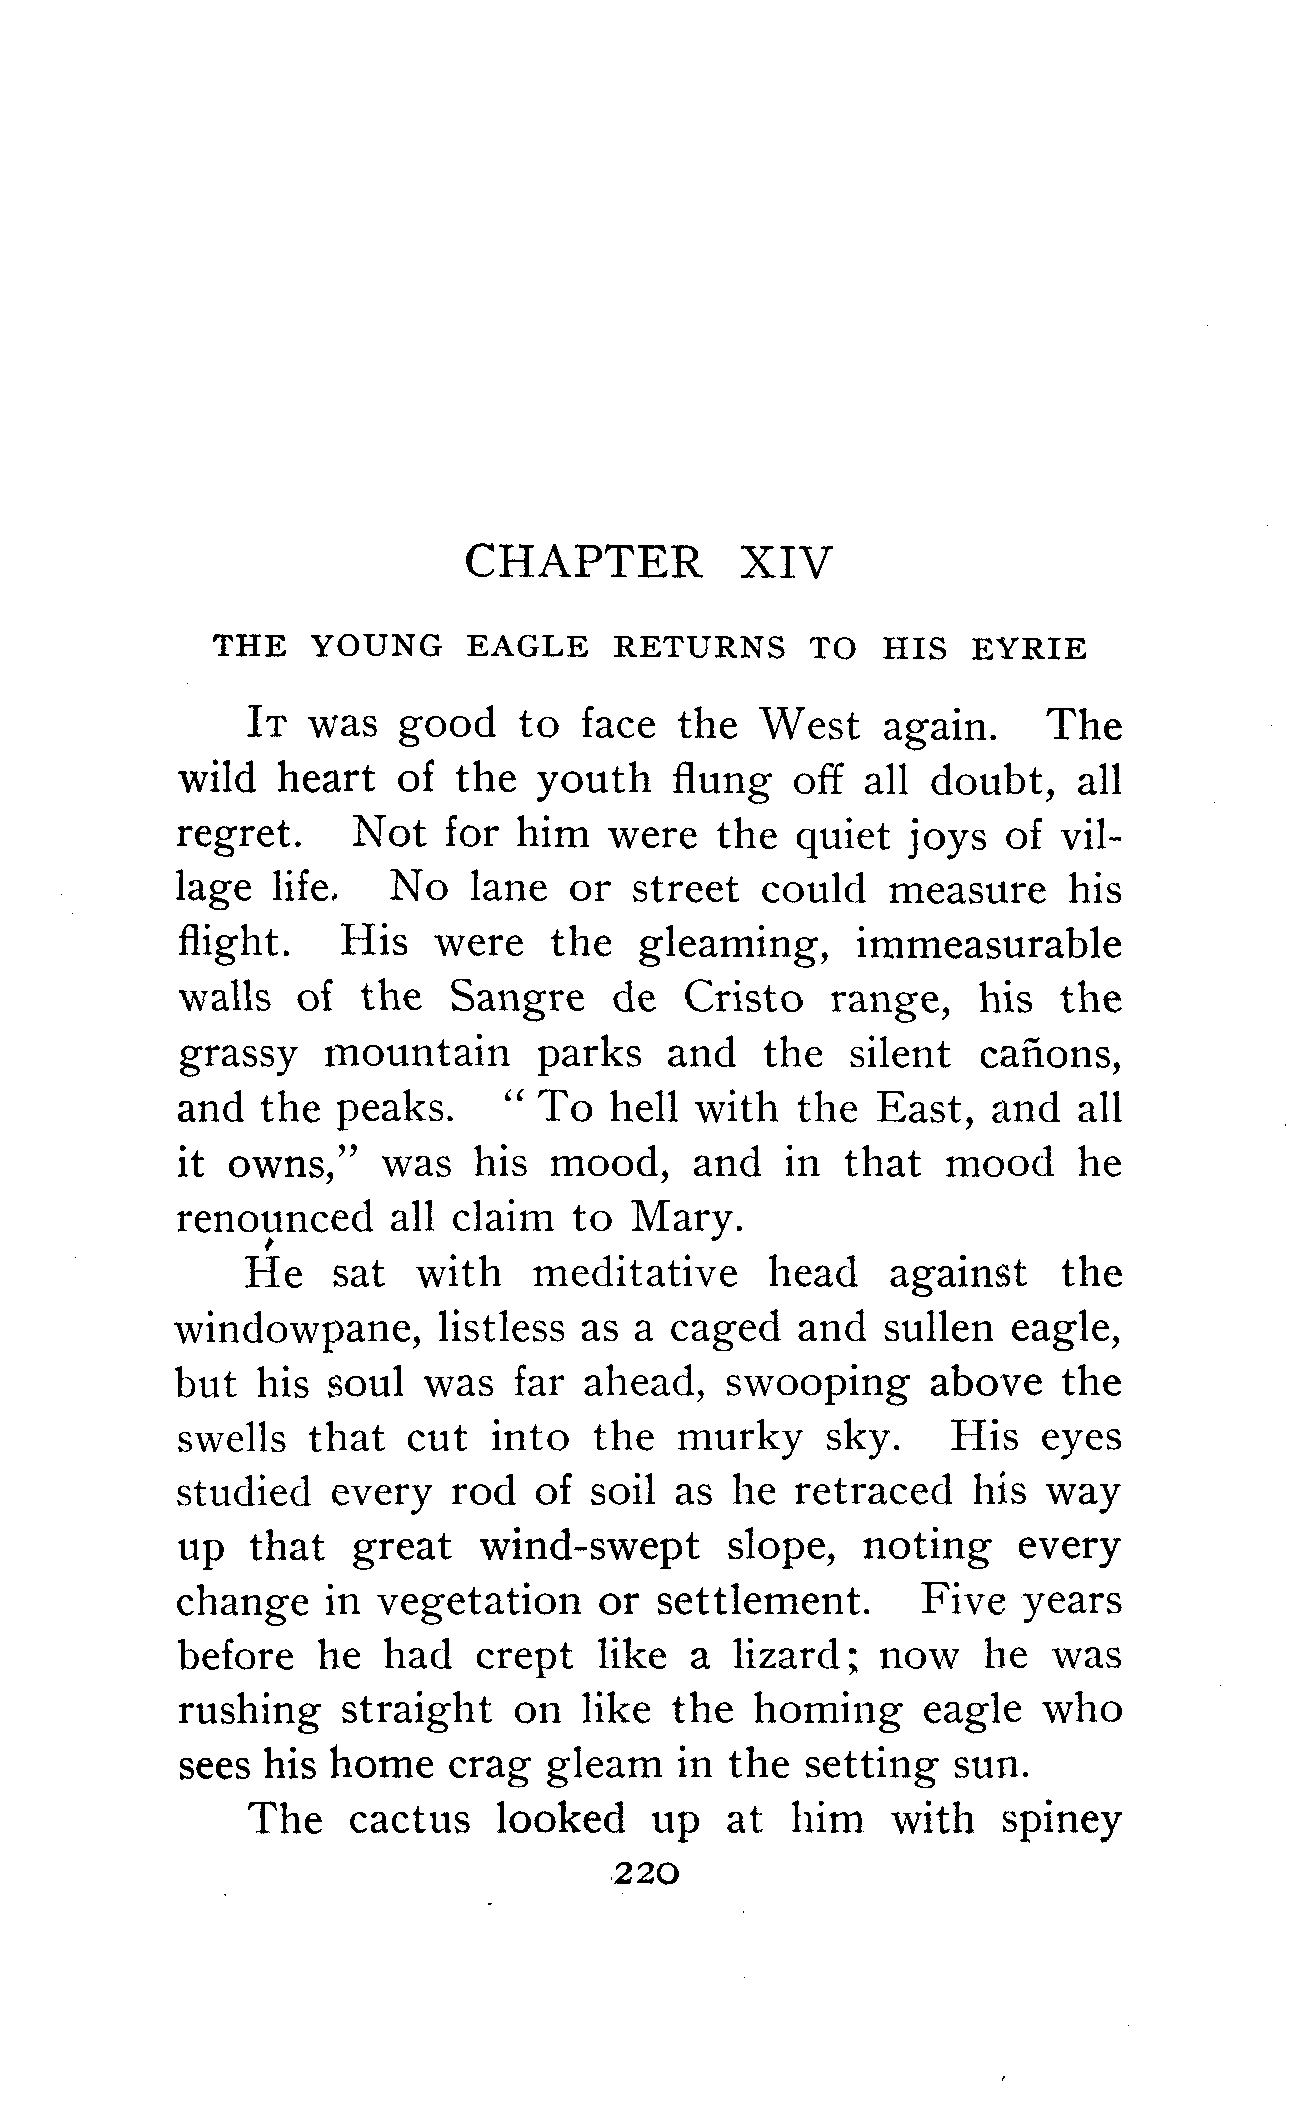 CHAPTER XIV
THE YOUNG EAGLE RETURNS TO HIS EYRIE
IT was good to face the West again. The
wild heart of the youth flung off all doubt, all
regret. Not for him were the quiet joys of vil-
lage life. No lane or street could measure his
flight. His were the gleaming, immeasurable
walls of the Sangre de Cristo range, his the
grassy mountain parks and the silent cañons,
and the peaks. " To hell with the East, and all
it owns," was his mood, and in that mood he
renounced all claim to Mary.
He sat with meditative head against the
windowpane, listless as a caged and sullen eagle,
but his soul was far ahead, swooping above the
swells that cut into the murky sky. His eyes
studied every rod of soil as he retraced his way
up that great wind-swept slope, noting every
change in vegetation or settlement. Five years
before he had crept like a lizard; now he was
rushing straight on like the homing eagle who
sees his home crag gleam in the setting sun.
The cactus looked up at him with spiney
220